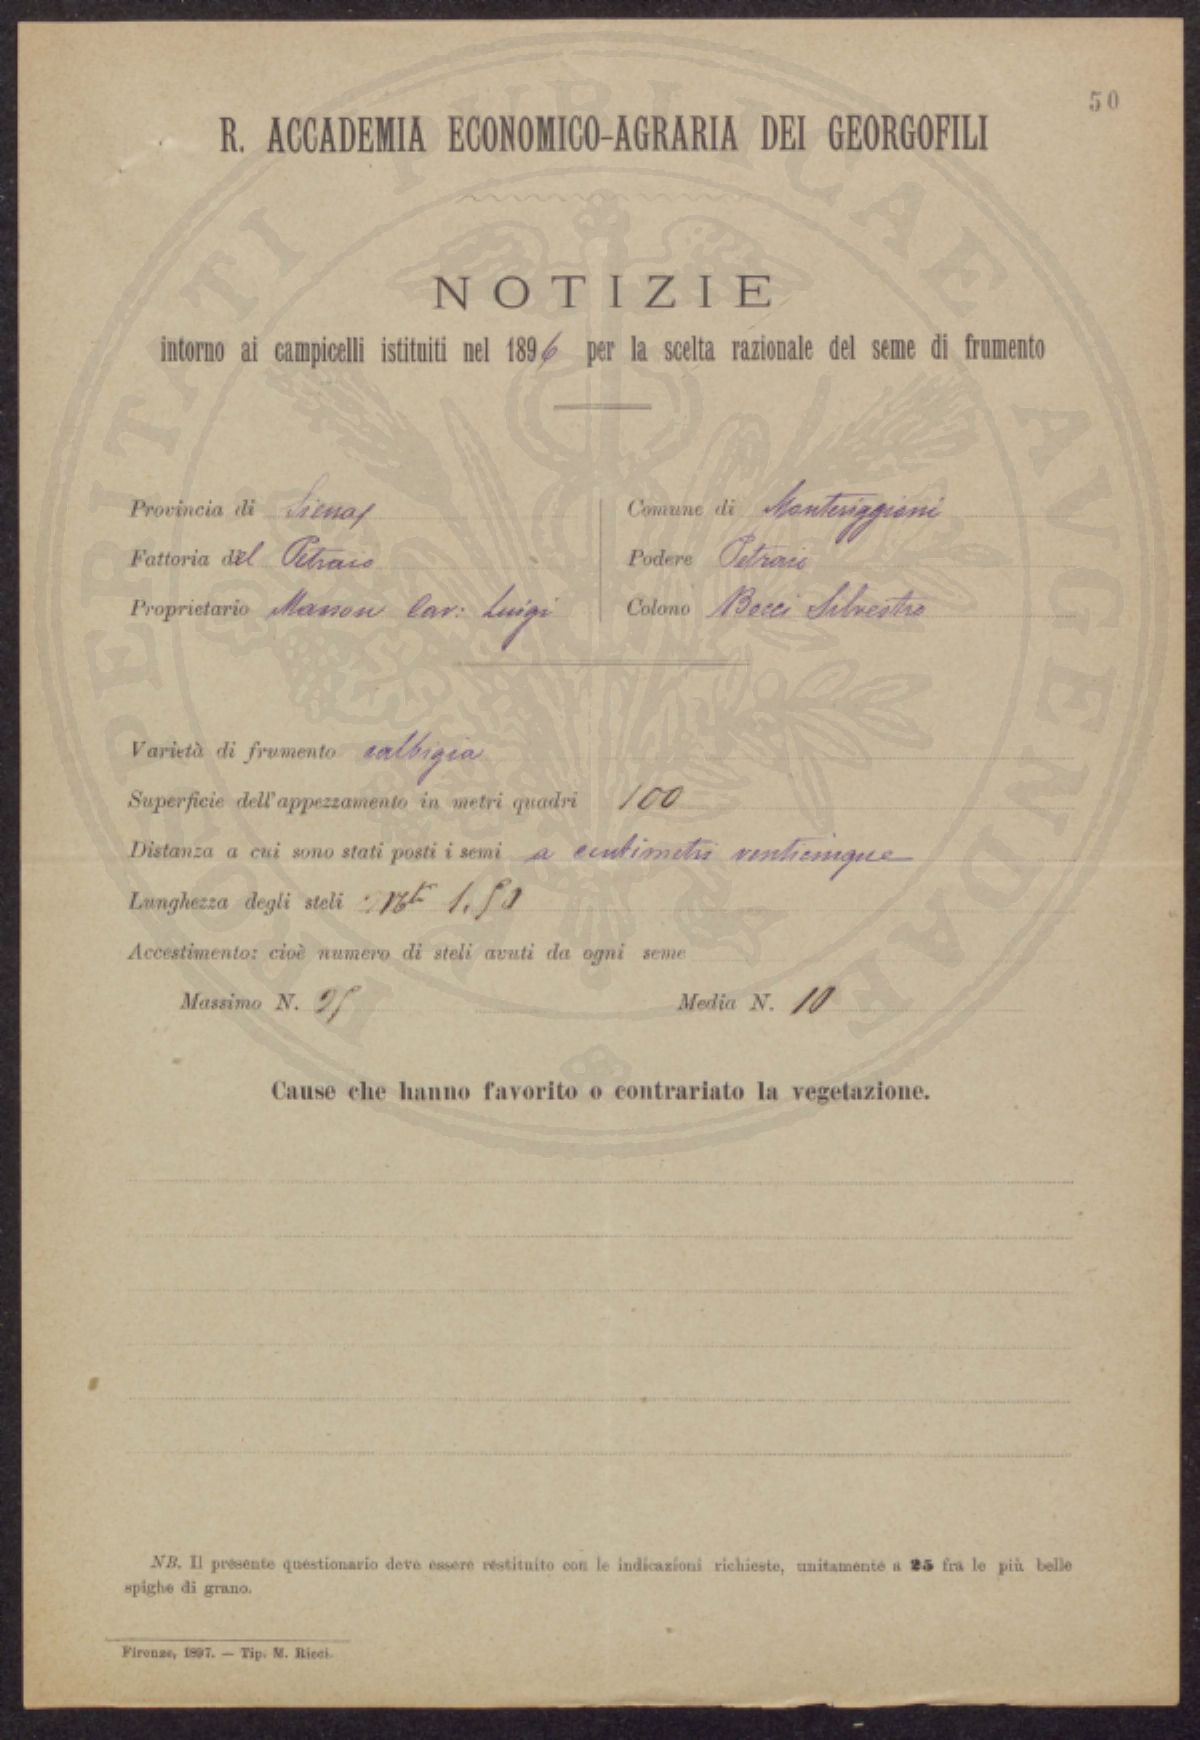 50
R. ACCADEMIA ECONOMICO-AGRARIA DEI GEORGOFILI
NOTIZIE
intorno ai campicelli istituiti nel 1896 per la scelta razionale del seme di frumento
Provincia di Siena
Comune di Monteriggioni
Fattoria del Petraio
Podere Petraio
Proprietario Cav: Luigi
Colono Bocci Silvestro
Varietà di frumento calbigia
Superficie dell'appezzamento in metri quadri 100
Distanza a cui sono stati posti i semi a centimetri venticinque
Lunghezza degli steli 1.50
Accestimento: cioè numero di steli avuti da ogni seme
Massimo N.
Media N. 10
Cause che hanno favorito o contrariato la vegetazione.
NB. Il presente questionario deve essere restituito con le indicazioni richieste, unitamente a 25 fra le più belle
spighe di grano.
Firenze, 1897. — Tip. M. Ricci.
PROSPERITATI PUBLICAE AUGENDAE